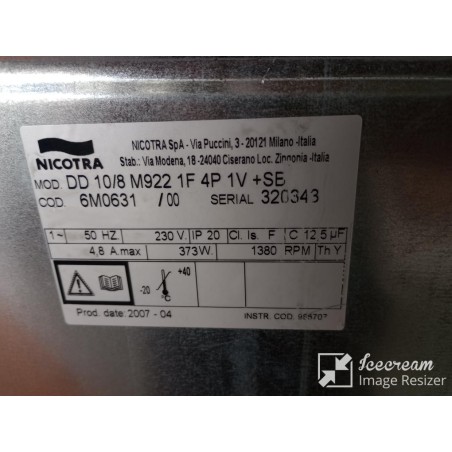 NICOTRA
NICOTRA SpA - Via Puccini, 3 - 20121 Milano -Italia
Stab.: Via Modena, 18 -24040 Ciserano Loc. Zingonia -Italia
MOD. DD 10/8 M922 1F 4P 1V +SB
COD. 6M0631 /00 SERIAL 320343
1~ 50 HZ. 230 V. IP 20 Cl. Is. F C 12,5 µF
4,8 A.max 373W. 1380 RPM Th Y
-20 +40
°C
Prod. date 2007 - 04 INSTR. COD.
Icecream
Image Resizer